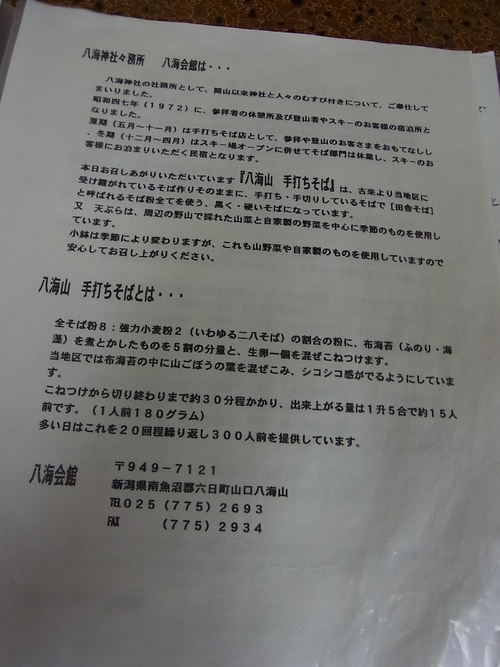 八海神社々務所　八海会館は・・・
八海神社の社務所として、開山以来神社と人々のむすび付きについて、ご奉仕して
まいりました。
昭和四七年（１９７２）に、参拝者の休憩所及び登山者やスキーのお客様の宿泊所と
なりました。
夏期（五月～十一月）は手打ちそば店として、参拝や登山のお客さまをおもてなしし
、冬期（十二月～四月）はスキー場オープンに併せてそば部門は休業し、スキーのお
客様にお泊まりいただく民宿となります。
本日お召しあがりいただいています『八海山　手打ちそば』は、古来より当地区に
受け継がれているそば作りそのままに、手打ち・手切りしているそばで［田舎そば］
と呼ばれるそば粉全てを使う、黒く・硬いそばになっています。
又　天ぷらは、周辺の野山で採れた山菜と自家製の野菜を中心に季節のものを使用し
ています。
小鉢は季節により変わりますが、これも山野菜や自家製のものを使用していますので
安心してお召し上がりください。
八海山　手打ちそばとは・・・
全そば粉８：強力小麦粉２（いわゆる二八そば）の割合の粉に、布海苔（ふのり・海
藻）を煮とかしたものを５割の分量と、生卵一個を混ぜこねつけます。
当地区では布海苔の中に山ごぼうの葉を混ぜこみ、シコシコ感がでるようにしていま
す。
こねつけから切り終わりまで約３０分程かかり、出来上がる量は１升５合で約１５人
前です。（１人前１８０グラム）
多い日はこれを２０回程繰り返し３００人前を提供しています。
八海会館
〒９４９－７１２１
新潟県南魚沼郡六日町山口八海山
℡０２５（７７５）２６９３
FAX　（７７５）２９３４